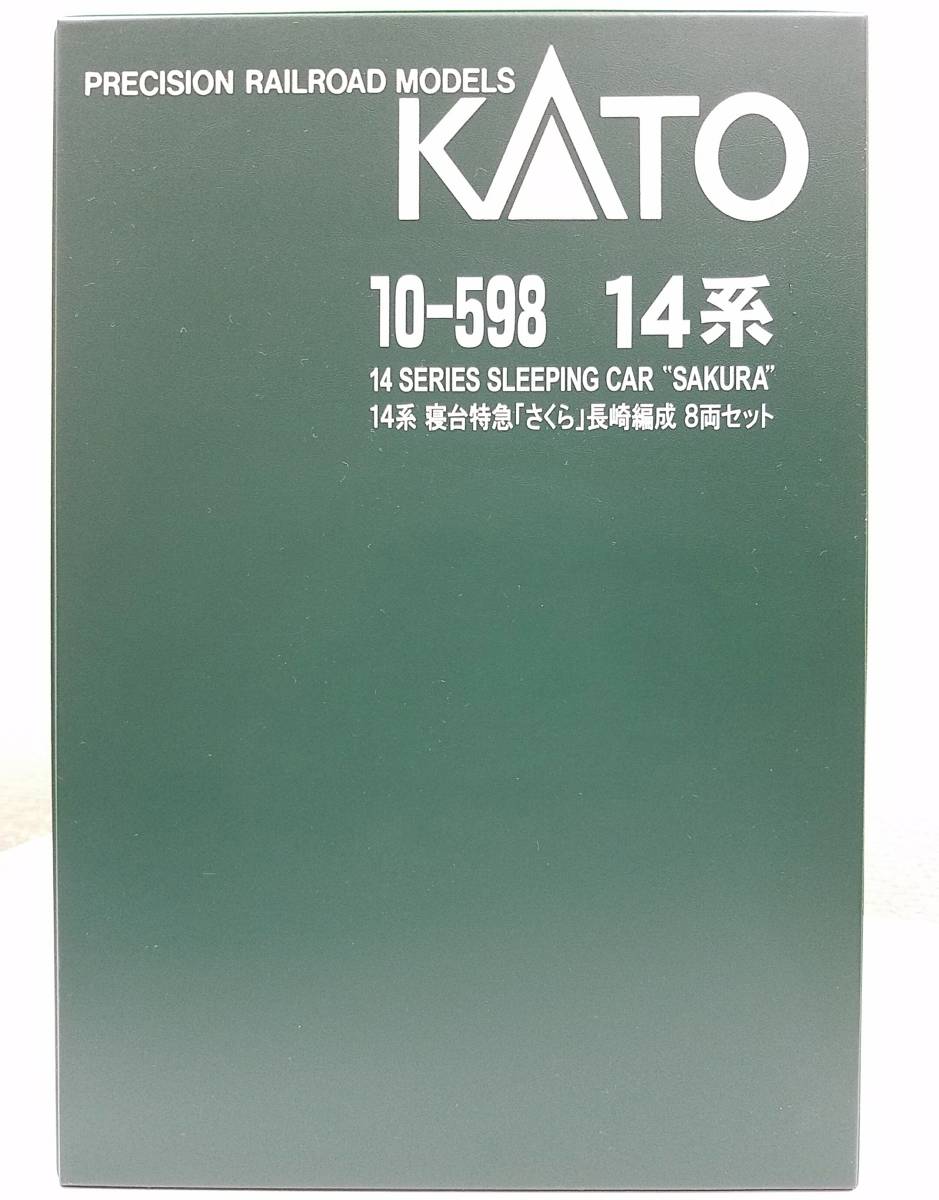 PRECISION RAILROAD MODELS
KATO
10-598 14系
14 SERIES SLEEPING CAR "SAKURA"
14系 寝台特急「さくら」長崎編成 8両セット